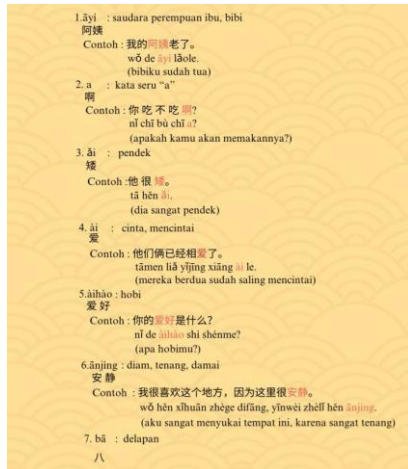 1.āyí : saudara perempuan ibu, bibi
阿姨
Contoh : 我的阿姨老了。
wǒ de āyí lǎole.
(bibiku sudah tua)
2. a : kata seru “a”
啊
Contoh : 你 吃 不 吃 啊?
nǐ chī bù chī a?
(apakah kamu akan memakannya?)
3. ǎi : pendek
矮
Contoh :他 很 矮。
tā hěn ǎi.
(dia sangat pendek)
4. ài : cinta, mencintai
爱
Contoh : 他们俩已经相爱了。
tāmen liǎ yǐjīng xiāng ài le.
(mereka berdua sudah saling mencintai)
5.àihào : hobi
爱 好
Contoh : 你的爱好是什么?
nǐ de àihào shì shénme?
(apa hobimu?)
6.ānjìng : diam, tenang, damai
安 静
Contoh : 我很喜欢这个地方，因为这里很安静。
wǒ hěn xǐhuān zhège dìfāng, yīnwèi zhèlǐ hěn ānjìng.
(aku sangat menyukai tempat ini, karena sangat tenang)
7. bā : delapan
八